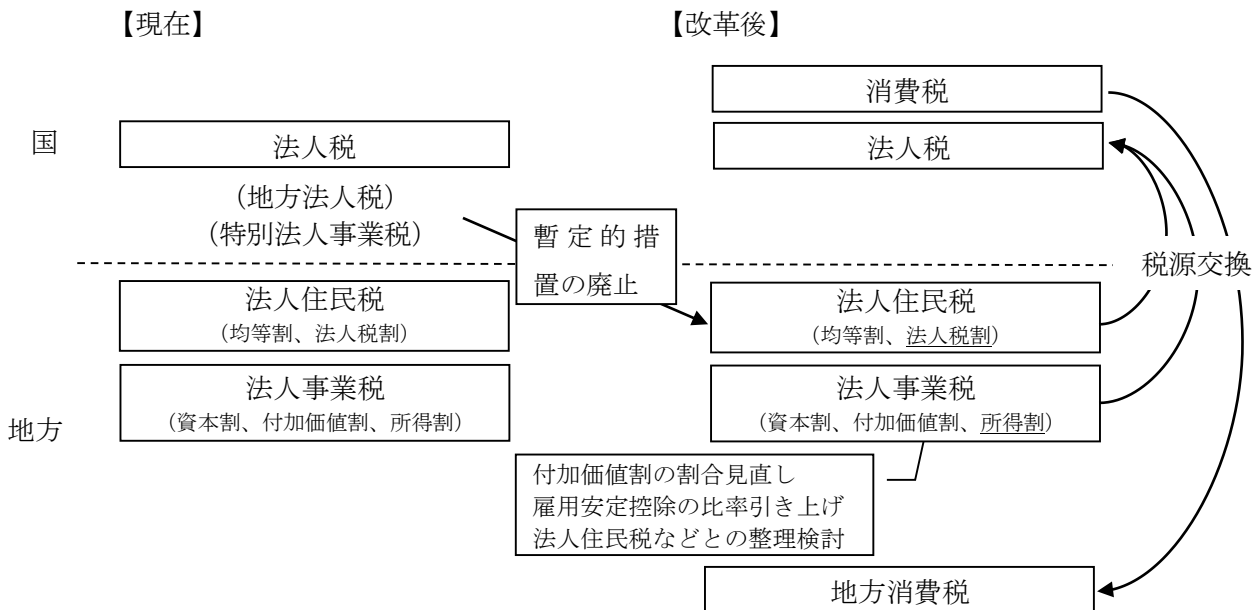 【現在】
【改革後】
消費税
国
法人税
法人税
（地方法人税）
（特別法人事業税）
暫定的措
置の廃止
税源交換
法人住民税
（均等割、法人税割）
法人住民税
（均等割、法人税割）
法人事業税
（資本割、付加価値割、所得割）
法人事業税
（資本割、付加価値割、所得割）
地方
付加価値割の割合見直し
雇用安定控除の比率引き上げ
法人住民税などとの整理検討
地方消費税